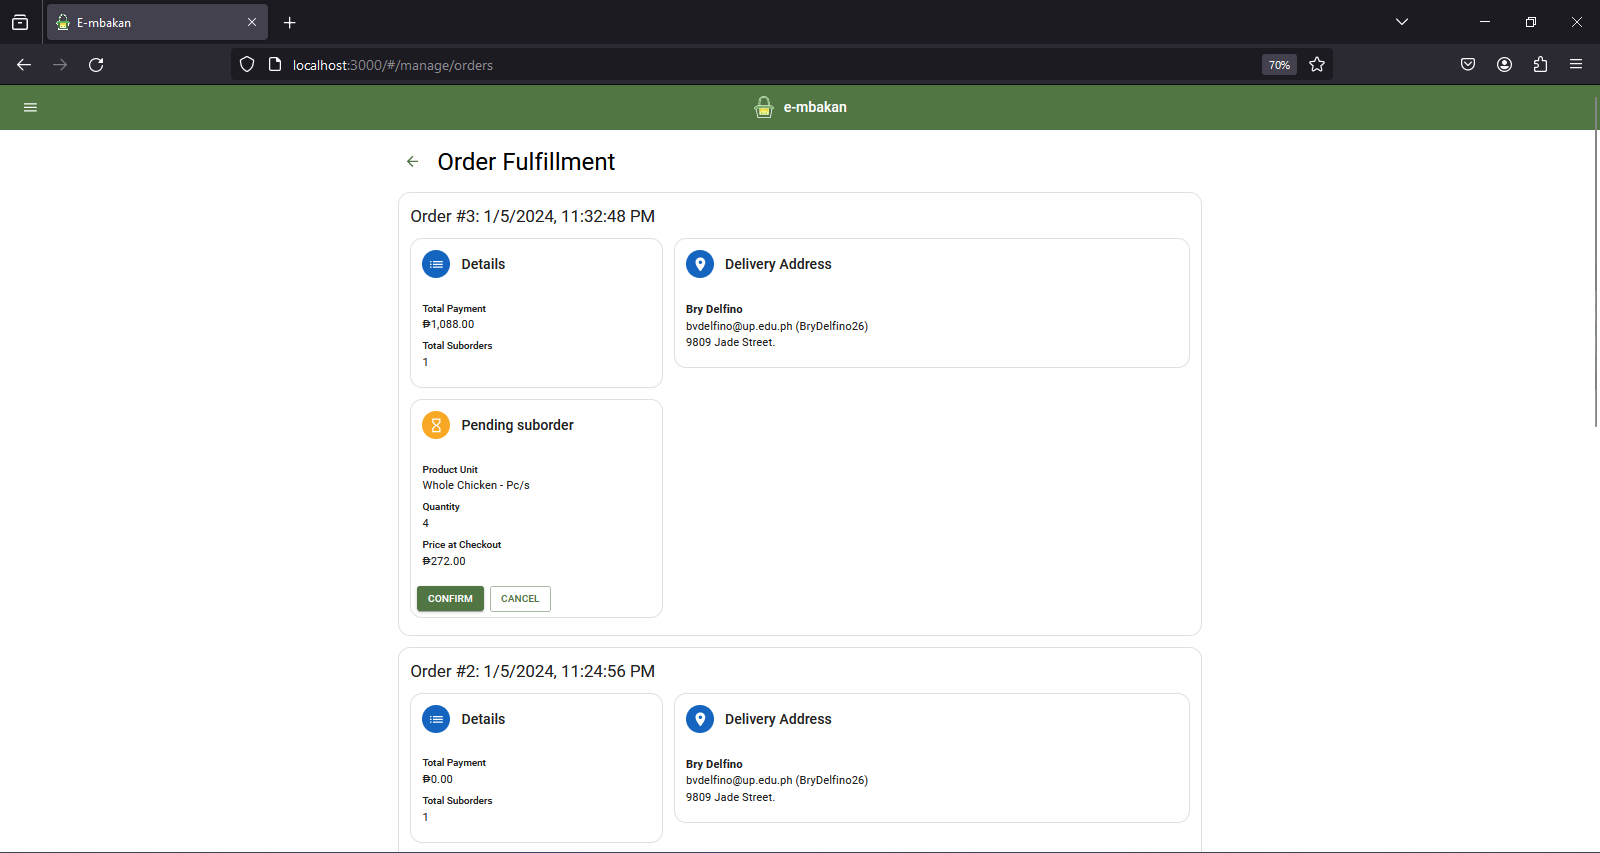 E-mbakan
localhost:3000/#/manage/orders
70%
e-mbakan
Order Fulfillment
Order #3: 1/5/2024, 11:32:48 PM
Details
Total Payment
₱1,088.00
Total Suborders
1
Delivery Address
Bry Delfino
bvdelfino@up.edu.ph (BryDelfino26)
9809 Jade Street.
Pending suborder
Product Unit
Whole Chicken - Pc/s
Quantity
4
Price at Checkout
₱272.00
CONFIRM
CANCEL
Order #2: 1/5/2024, 11:24:56 PM
Details
Total Payment
₱0.00
Total Suborders
1
Delivery Address
Bry Delfino
bvdelfino@up.edu.ph (BryDelfino26)
9809 Jade Street.